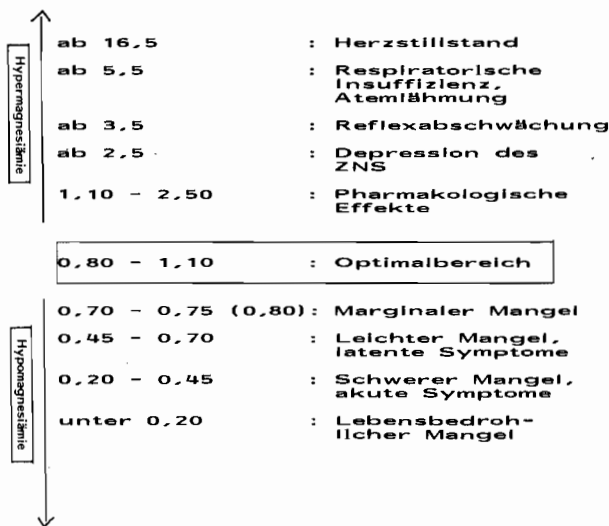 Hypermagnesiämie
ab 16,5 : Herzstillstand
ab 5,5 : Respiratorische
Insuffizienz,
Atemlähmung
ab 3,5 : Reflexabschwächung
ab 2,5 : Depression des
ZNS
1,10 - 2,50 : Pharmakologische
Effekte
0,80 - 1,10 : Optimalbereich
Hypomagnesiämie
0,70 - 0,75 (0,80): Marginaler Mangel
0,45 - 0,70 : Leichter Mangel,
latente Symptome
0,20 - 0,45 : Schwerer Mangel,
akute Symptome
unter 0,20 : Lebensbedroh-
licher Mangel